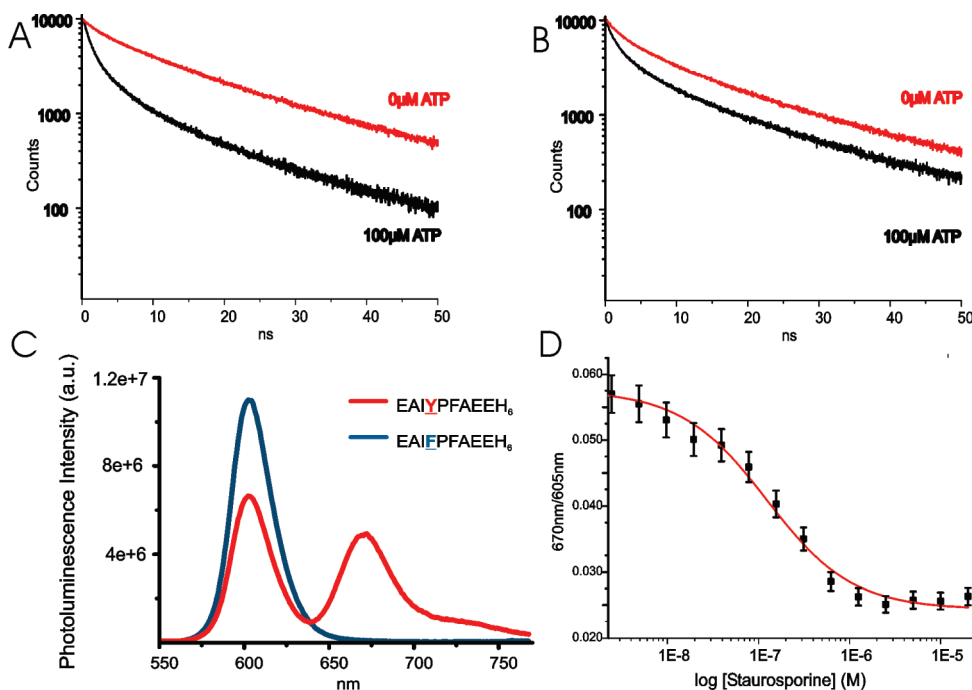 A
10000
1000
100
Counts
0µM ATP
100µM ATP
0 10 20 30 40 50
ns
B
10000
1000
100
Counts
0µM ATP
100µM ATP
0 10 20 30 40 50
ns
C
Photoluminescence Intensity (a.u.)
1.2e+7
8e+6
4e+6
EAIYPFAEEH₆
EAIFPFAEEH₆
550 600 650 700 750
nm
D
670nm/605nm
0.060
0.050
0.040
0.030
0.020
1E-8 1E-7 1E-6 1E-5
log [Staurosporine] (M)